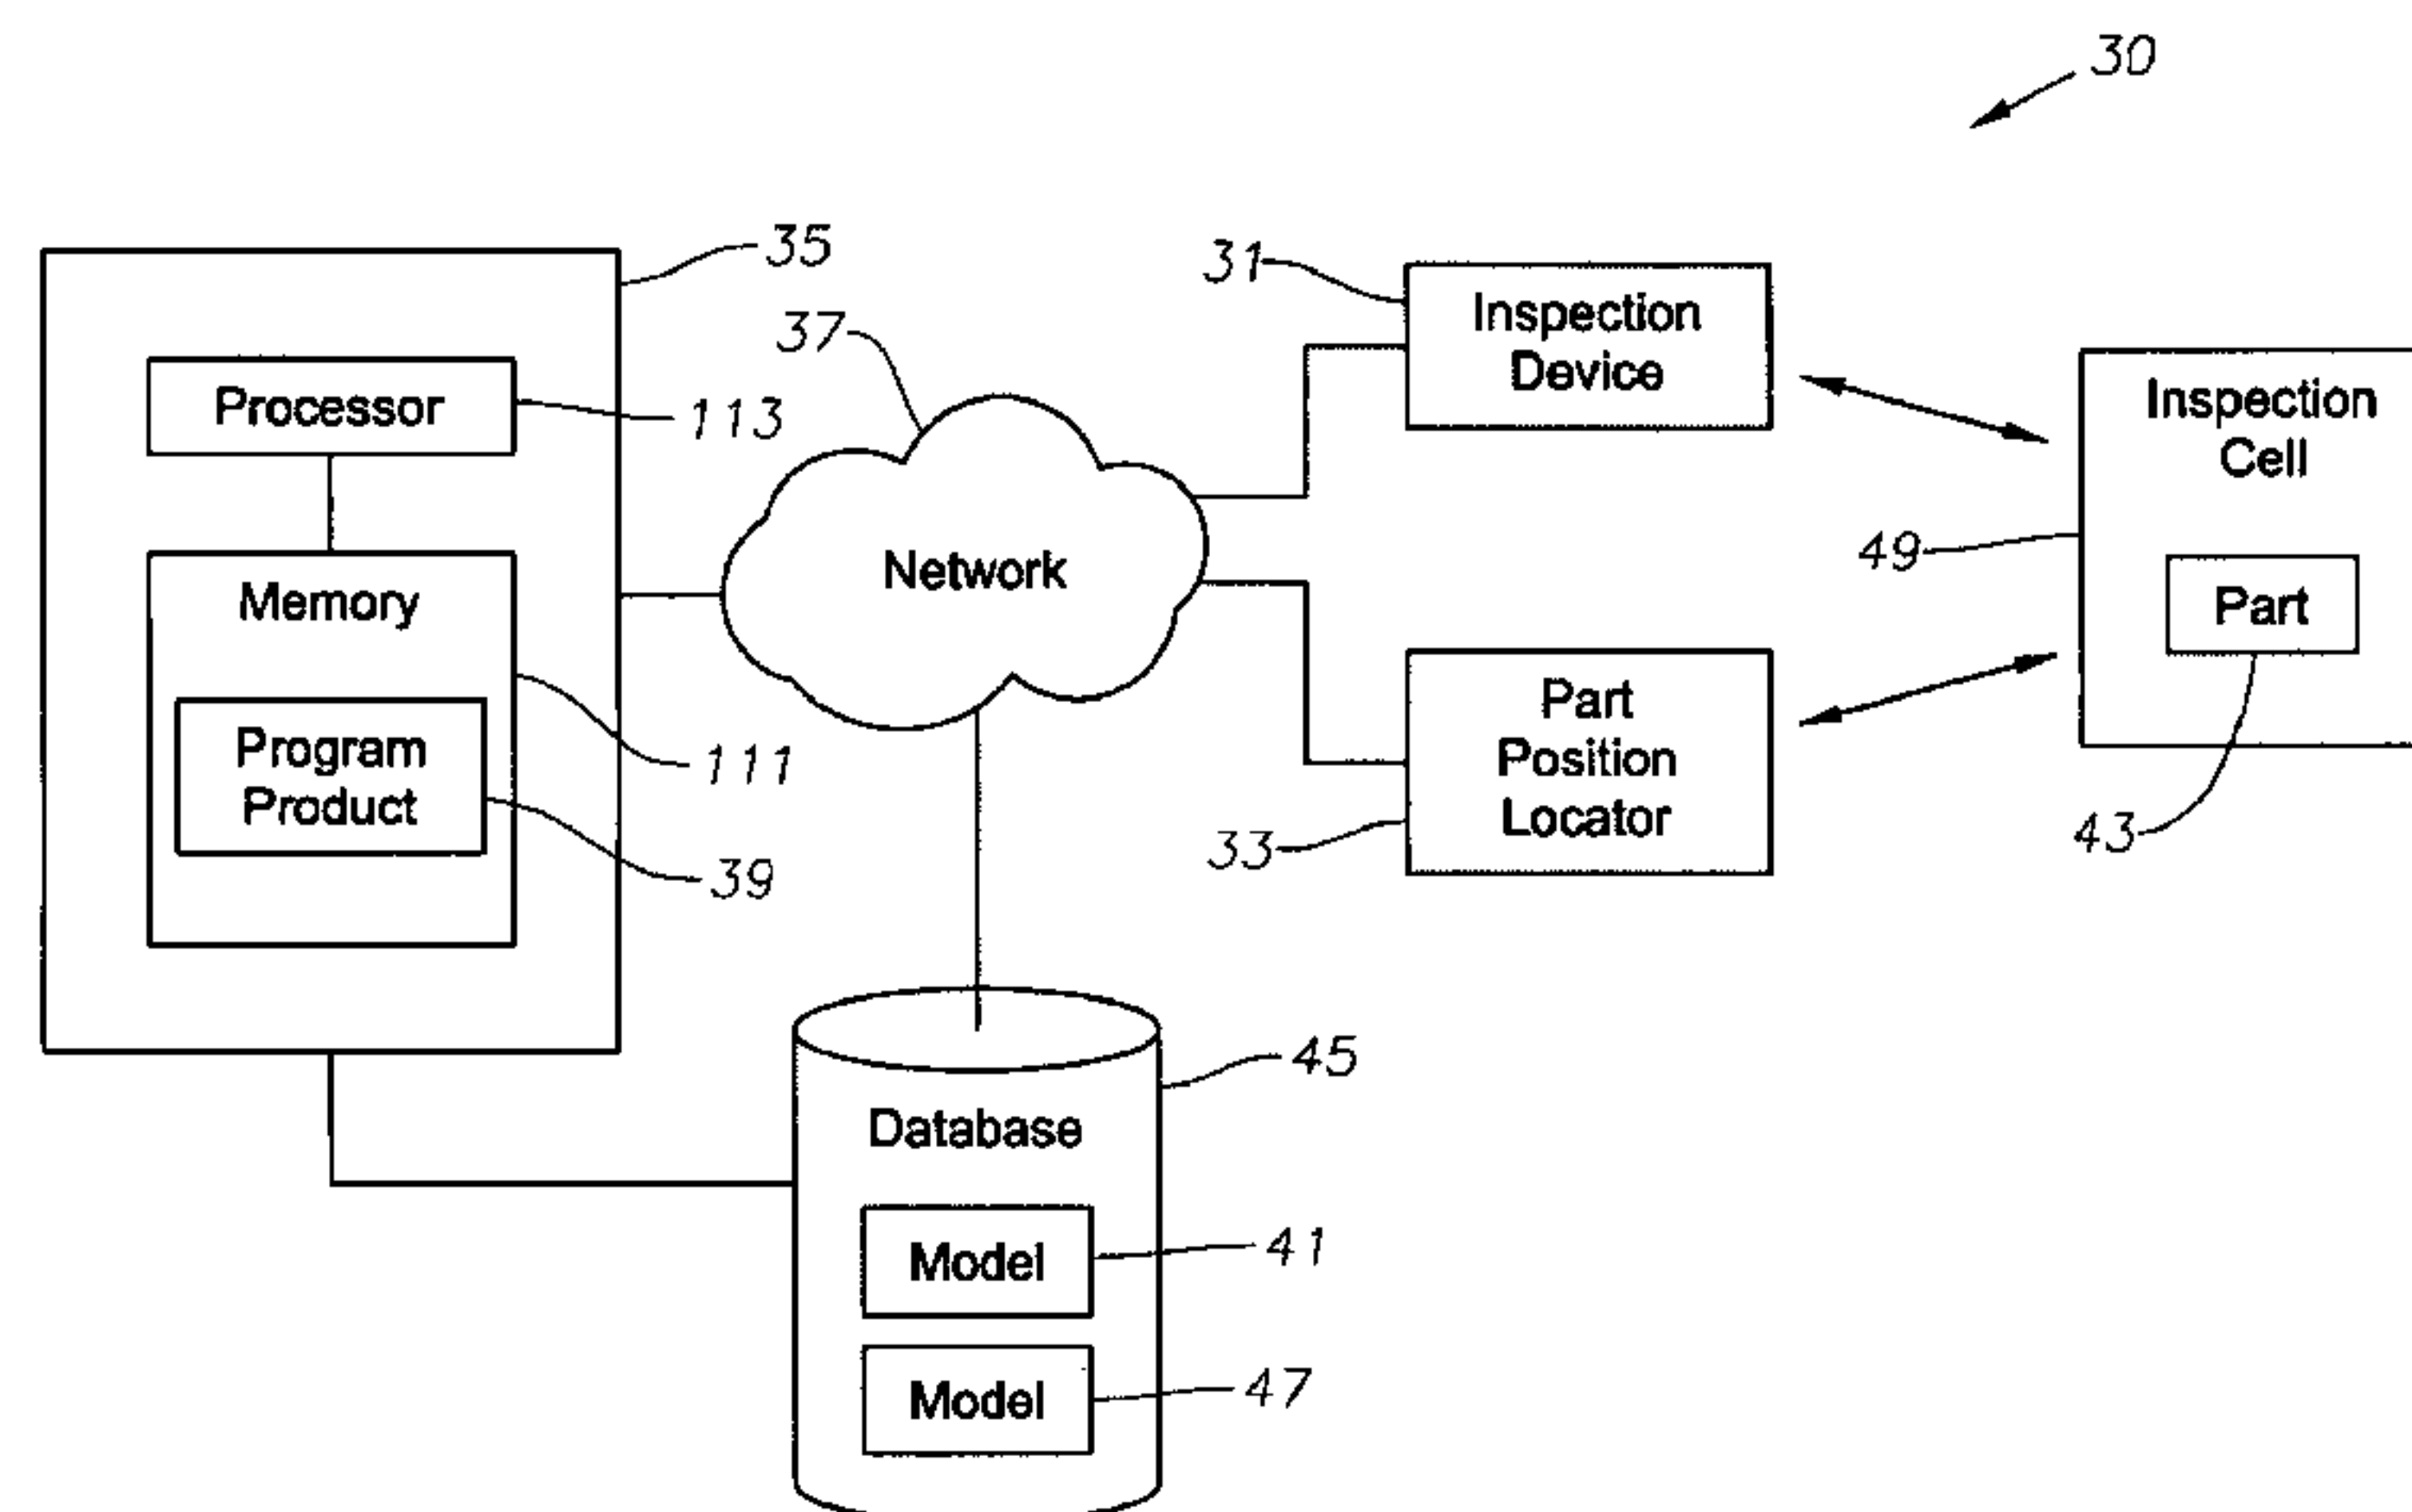 30
35
Processor
113
Memory
Program
Product
111
39
37
Network
31
Inspection
Device
Part
Position
Locator
33
Inspection
Cell
49
Part
43
45
Database
Model
41
Model
47